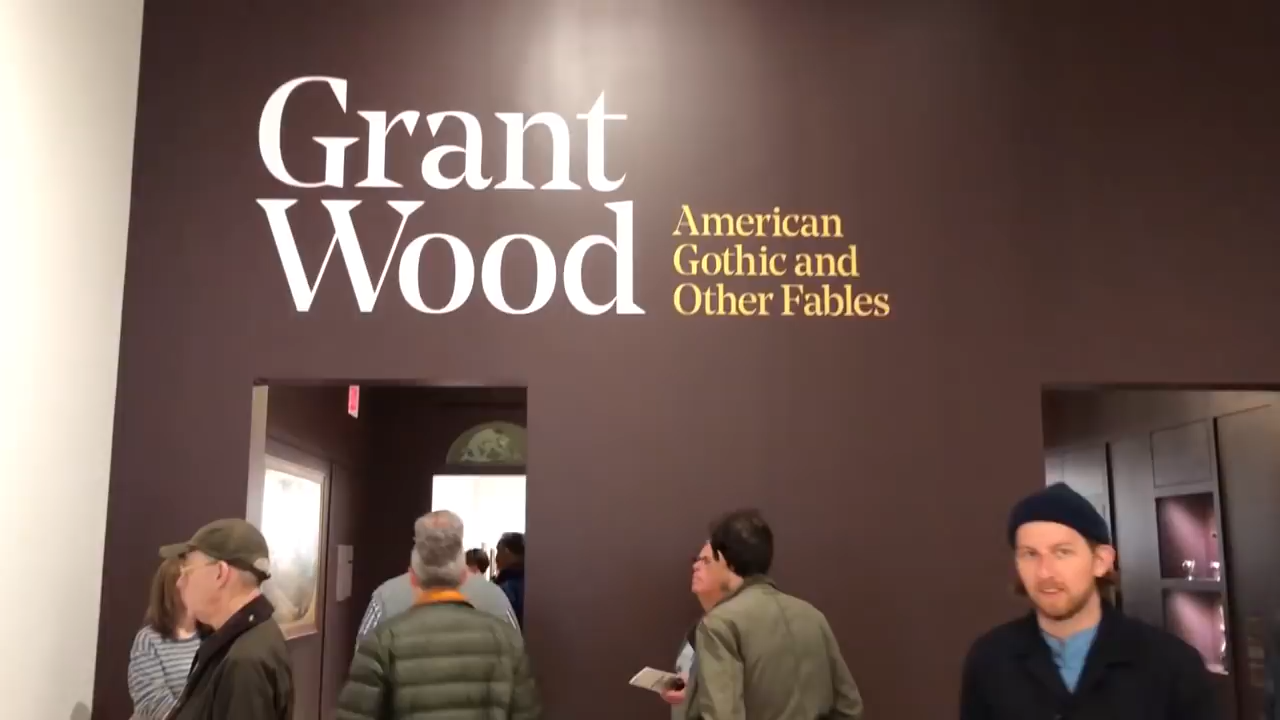 Grant
Wood
American
Gothic and
Other Fables